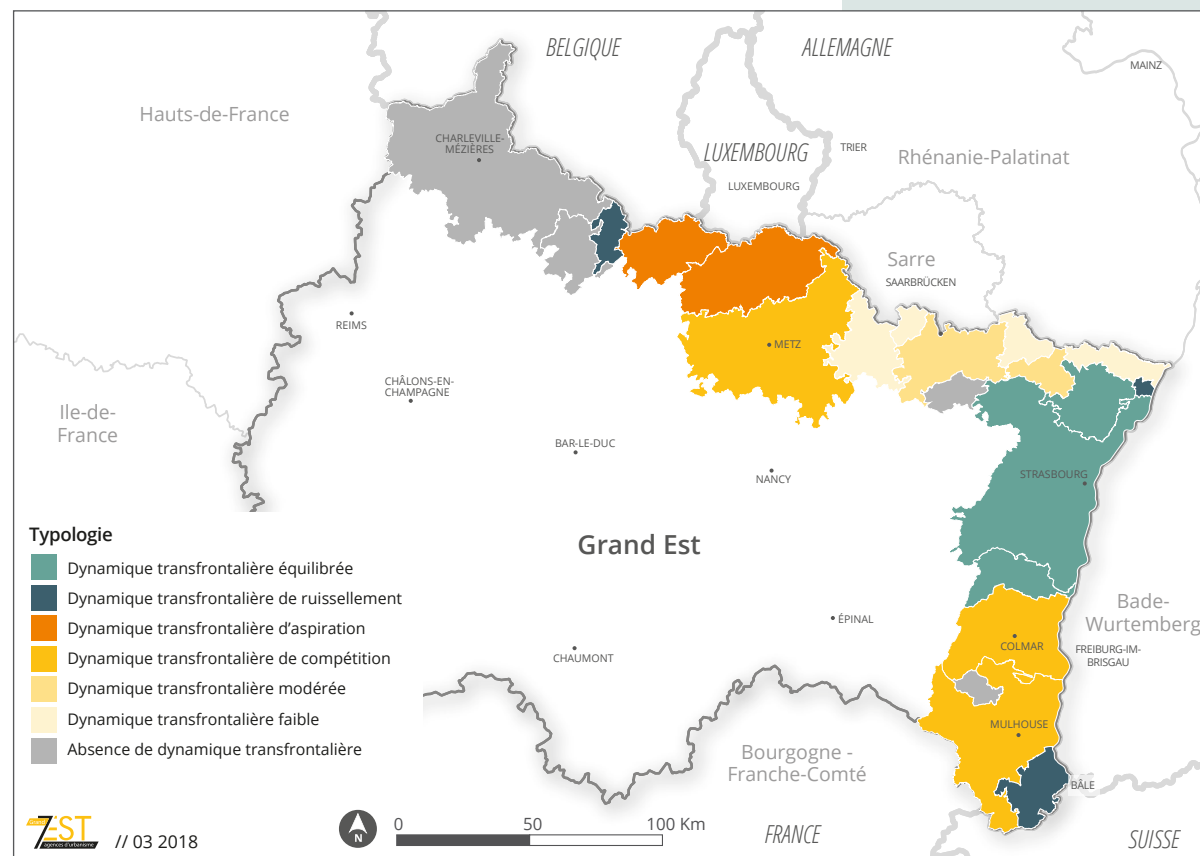 BELGIQUE
ALLEMAGNE
MAINZ
Hauts-de-France
CHARLEVILLE-
MÉZIÈRES
LUXEMBOURG
TRIER
Rhénanie-Palatinat
LUXEMBOURG
Sarre
SAARBRÜCKEN
REIMS
METZ
CHÂLONS-EN-
CHAMPAGNE
Ile-de-
France
BAR-LE-DUC
NANCY
STRASBOURG
Grand Est
Bade-
Wurtemberg
ÉPINAL
COLMAR
FREIBURG-IM-
BRISGAU
CHAUMONT
MULHOUSE
Bourgogne -
Franche-Comté
BÂLE
FRANCE
SUISSE
Typologie
Dynamique transfrontalière équilibrée
Dynamique transfrontalière de ruissellement
Dynamique transfrontalière d'aspiration
Dynamique transfrontalière de compétition
Dynamique transfrontalière modérée
Dynamique transfrontalière faible
Absence de dynamique transfrontalière
7EST
agences d'urbanisme
// 03 2018
N
0 50 100 Km